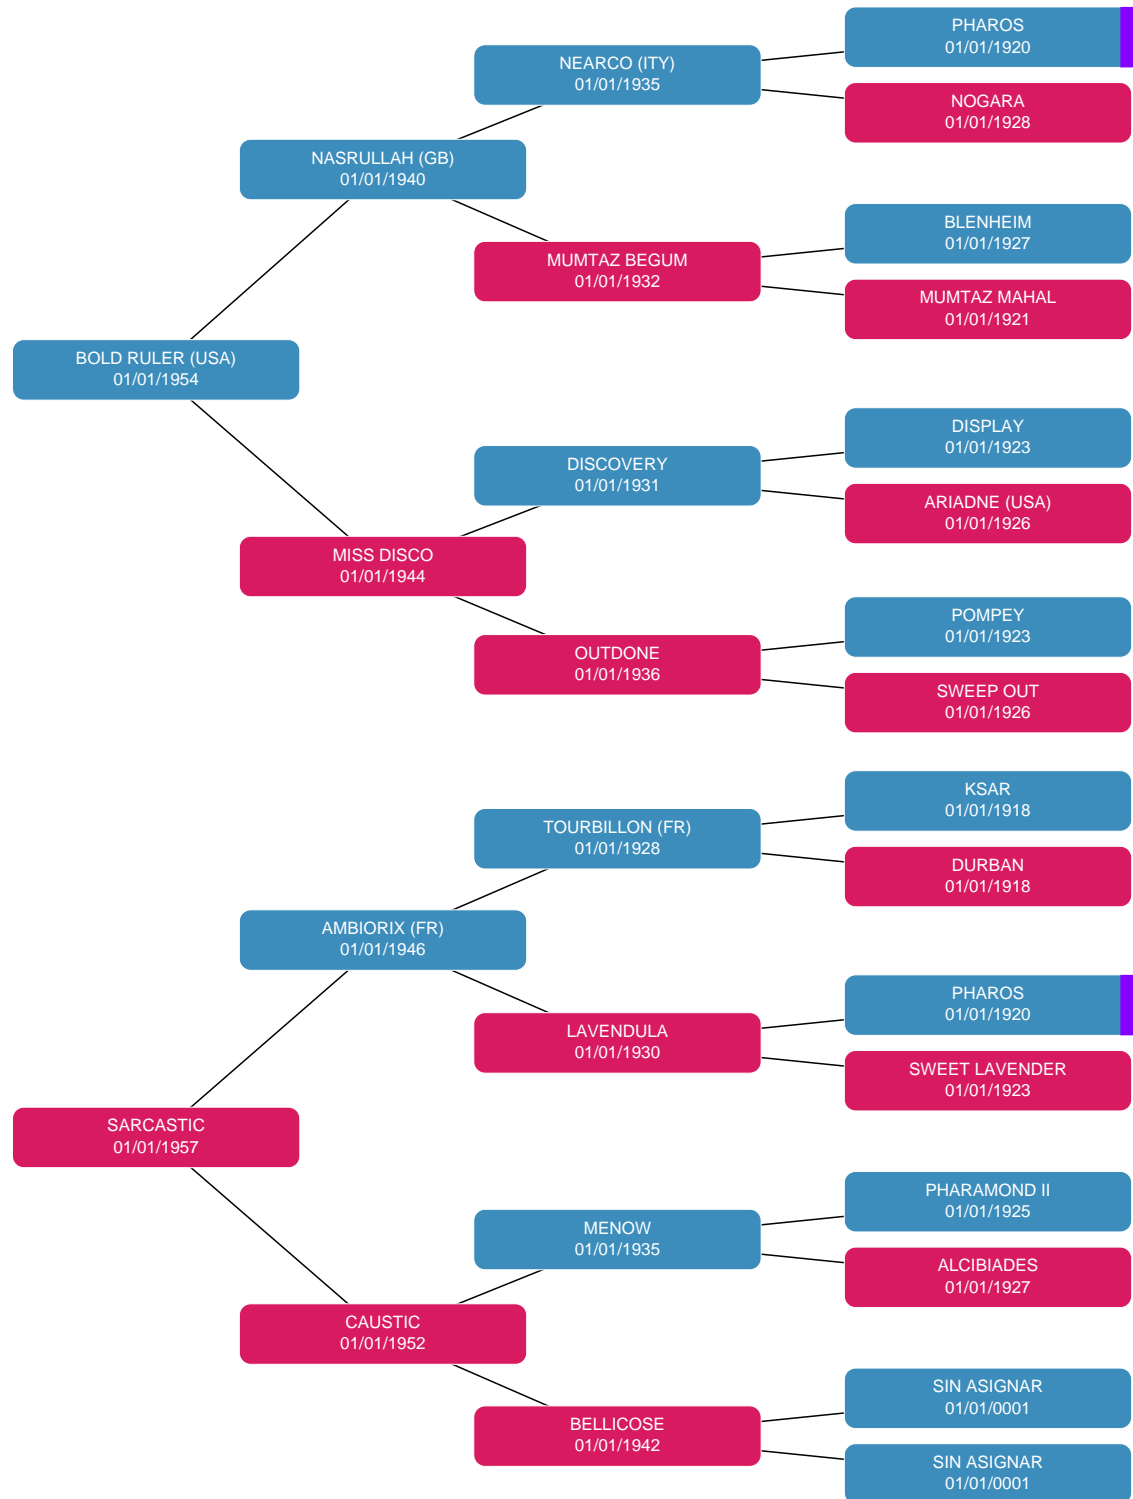 PHAROS
01/01/1920
NEARCO (ITY)
01/01/1935
NOGARA
01/01/1928
NASRULLAH (GB)
01/01/1940
BLENHEIM
01/01/1927
MUMTAZ BEGUM
01/01/1932
MUMTAZ MAHAL
01/01/1921
BOLD RULER (USA)
01/01/1954
DISPLAY
01/01/1923
DISCOVERY
01/01/1931
ARIADNE (USA)
01/01/1926
MISS DISCO
01/01/1944
POMPEY
01/01/1923
OUTDONE
01/01/1936
SWEEP OUT
01/01/1926
KSAR
01/01/1918
TOURBILLON (FR)
01/01/1928
DURBAN
01/01/1918
AMBIORIX (FR)
01/01/1946
PHAROS
01/01/1920
LAVENDULA
01/01/1930
SWEET LAVENDER
01/01/1923
SARCASTIC
01/01/1957
PHARAMOND II
01/01/1925
MENOW
01/01/1935
ALCIBIADES
01/01/1927
CAUSTIC
01/01/1952
SIN ASIGNAR
01/01/0001
BELLICOSE
01/01/1942
SIN ASIGNAR
01/01/0001